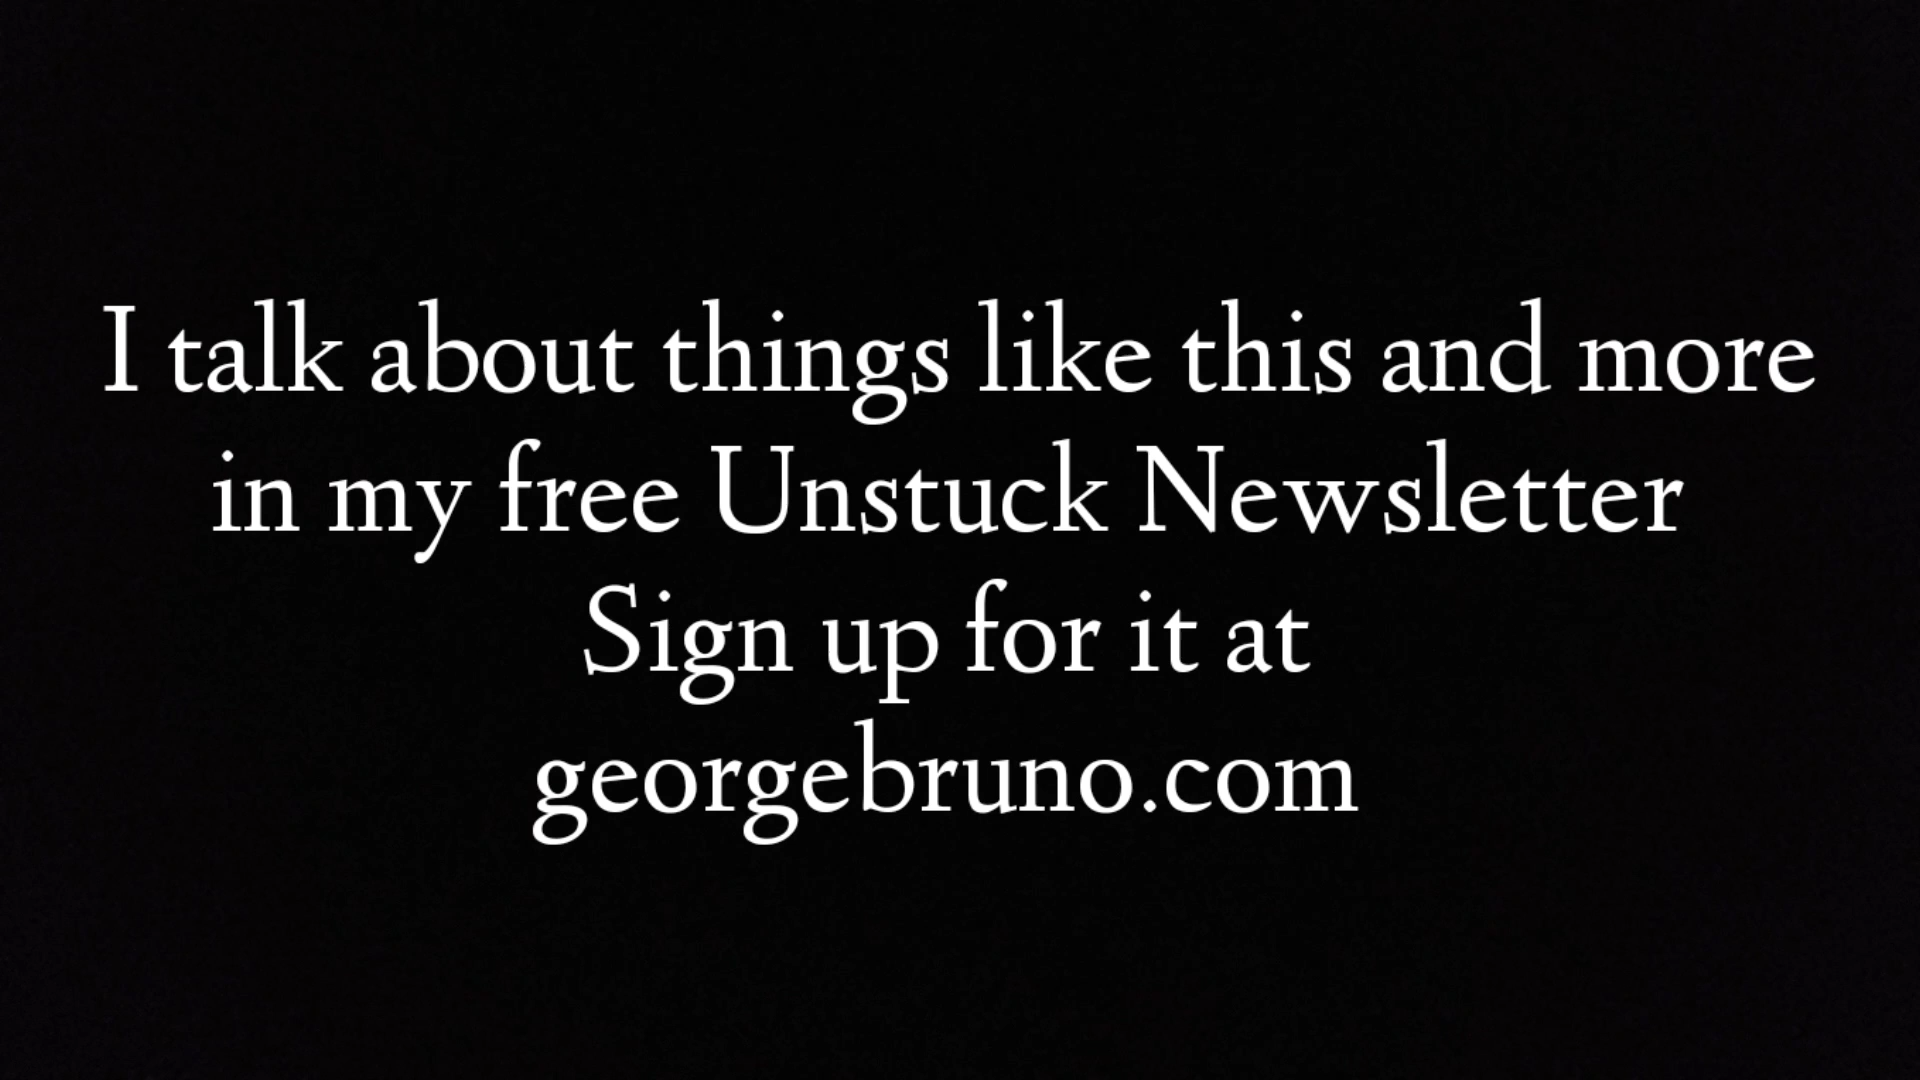 I talk about things like this and more
in my free Unstuck Newsletter
Sign up for it at
georgebruno.com